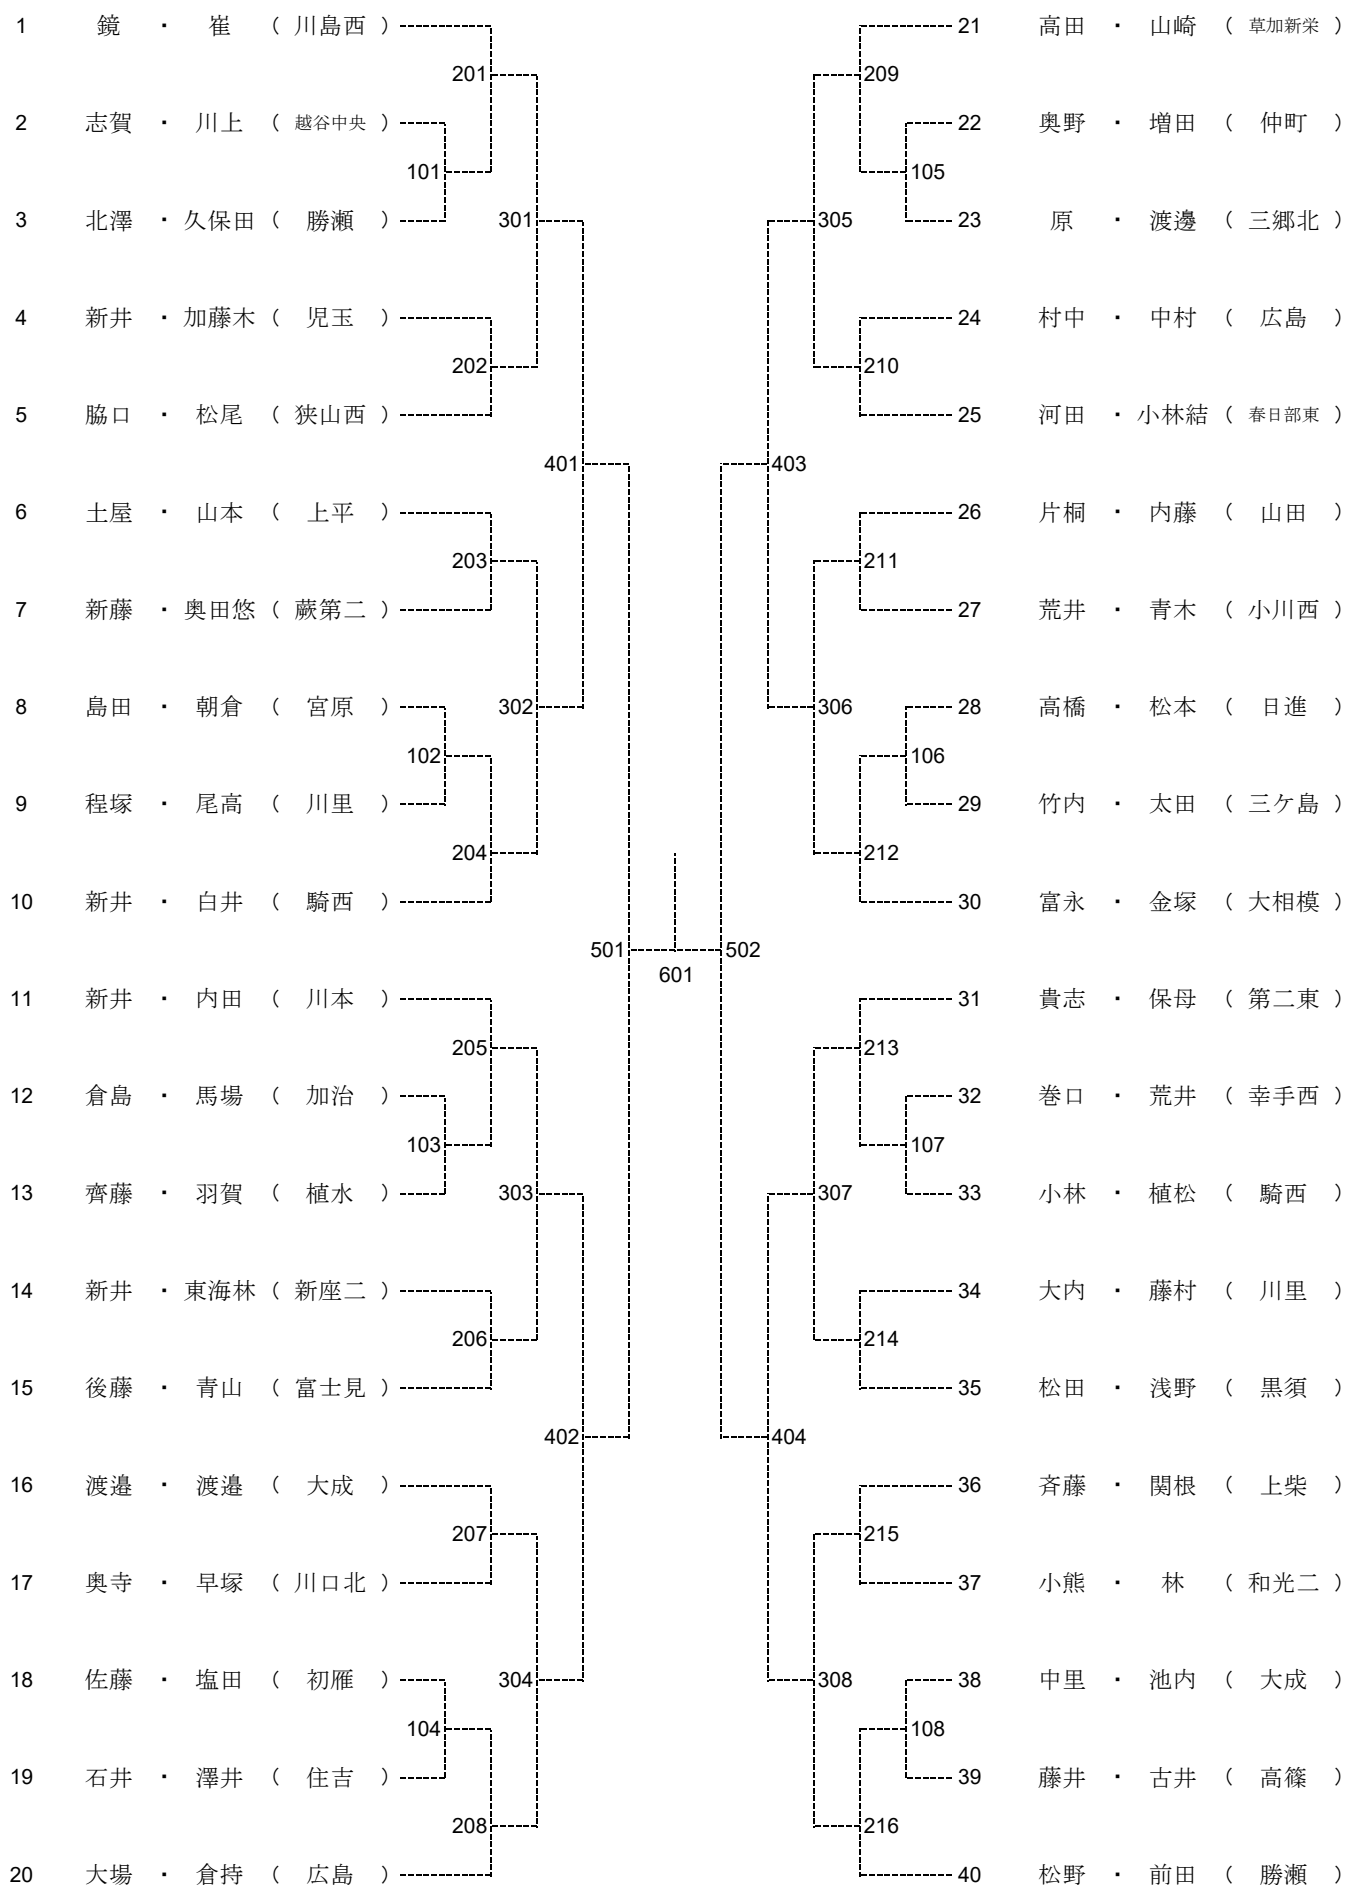 1 鏡 ・ 崔 （ 川島西 ）
201
2 志賀 ・ 川上 （ 越谷中央 ）
101
3 北澤 ・ 久保田 （ 勝瀬 ）
301
4 新井 ・ 加藤木 （ 児玉 ）
202
5 脇口 ・ 松尾 （ 狭山西 ）
401
6 土屋 ・ 山本 （ 上平 ）
203
7 新藤 ・ 奥田悠 （ 蕨第二 ）
8 島田 ・ 朝倉 （ 宮原 ）
302
102
9 程塚 ・ 尾高 （ 川里 ）
204
10 新井 ・ 白井 （ 騎西 ）
501
11 新井 ・ 内田 （ 川本 ）
205
12 倉島 ・ 馬場 （ 加治 ）
103
13 齊藤 ・ 羽賀 （ 植水 ）
303
14 新井 ・ 東海林 （ 新座二 ）
206
15 後藤 ・ 青山 （ 富士見 ）
402
16 渡邉 ・ 渡邉 （ 大成 ）
207
17 奥寺 ・ 早塚 （ 川口北 ）
18 佐藤 ・ 塩田 （ 初雁 ）
304
104
19 石井 ・ 澤井 （ 住吉 ）
208
20 大場 ・ 倉持 （ 広島 ）
601
21 高田 ・ 山崎 （ 草加新栄 ）
209
22 奥野 ・ 増田 （ 仲町 ）
105
23 原 ・ 渡邊 （ 三郷北 ）
305
24 村中 ・ 中村 （ 広島 ）
210
25 河田 ・ 小林結 （ 春日部東 ）
403
26 片桐 ・ 内藤 （ 山田 ）
211
27 荒井 ・ 青木 （ 小川西 ）
28 高橋 ・ 松本 （ 日進 ）
306
106
29 竹内 ・ 太田 （ 三ケ島 ）
212
30 富永 ・ 金塚 （ 大相模 ）
502
31 貴志 ・ 保母 （ 第二東 ）
213
32 巻口 ・ 荒井 （ 幸手西 ）
107
33 小林 ・ 植松 （ 騎西 ）
307
34 大内 ・ 藤村 （ 川里 ）
214
35 松田 ・ 浅野 （ 黒須 ）
404
36 斉藤 ・ 関根 （ 上柴 ）
215
37 小熊 ・ 林 （ 和光二 ）
38 中里 ・ 池内 （ 大成 ）
308
108
39 藤井 ・ 古井 （ 高篠 ）
216
40 松野 ・ 前田 （ 勝瀬 ）